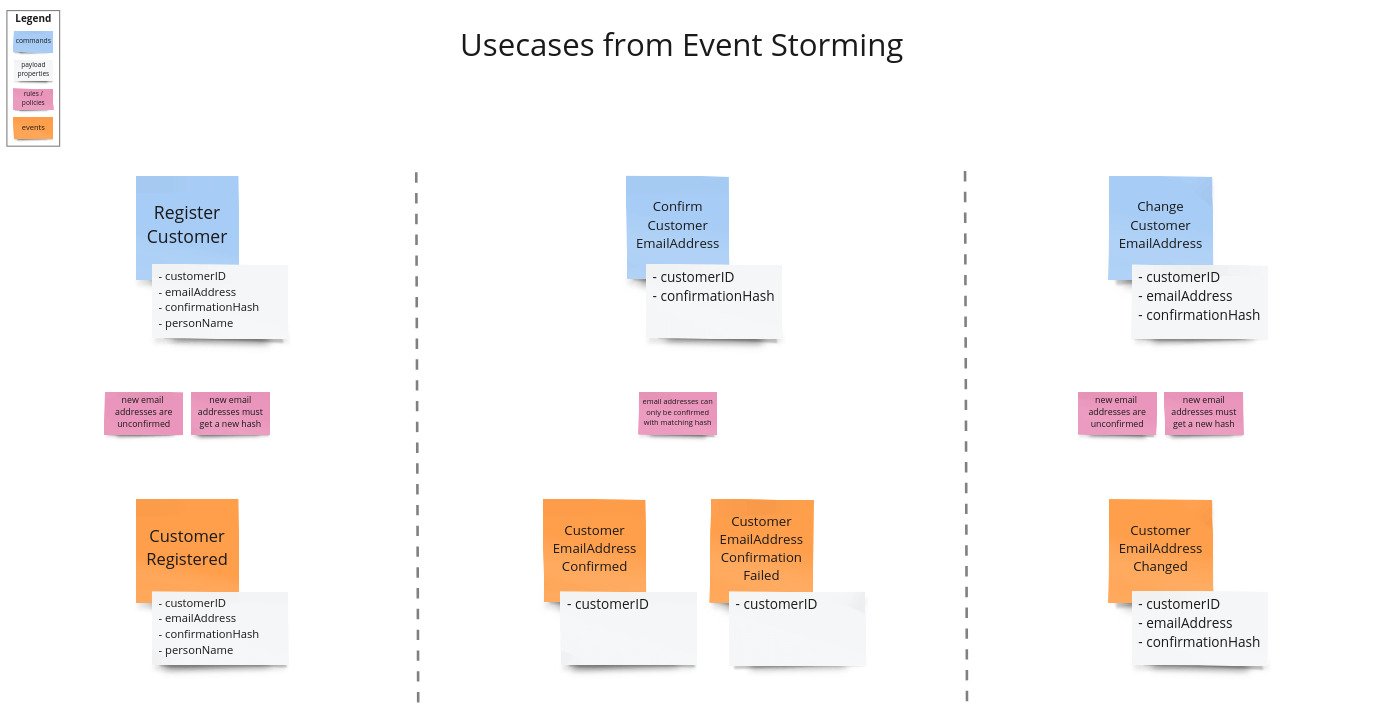 Legend
commands
payload
properties
rules /
policies
events
Usecases from Event Storming
Register
Customer
- customerID
- emailAddress
- confirmationHash
- personName
new email
addresses are
unconfirmed
new email
addresses must
get a new hash
Customer
Registered
- customerID
- emailAddress
- confirmationHash
- personName
Confirm
Customer
EmailAddress
- customerID
- confirmationHash
email addresses can
only be confirmed
with matching hash
Customer
EmailAddress
Confirmed
- customerID
Customer
EmailAddress
Confirmation
Failed
- customerID
Change
Customer
EmailAddress
- customerID
- emailAddress
- confirmationHash
new email
addresses are
unconfirmed
new email
addresses must
get a new hash
Customer
EmailAddress
Changed
- customerID
- emailAddress
- confirmationHash